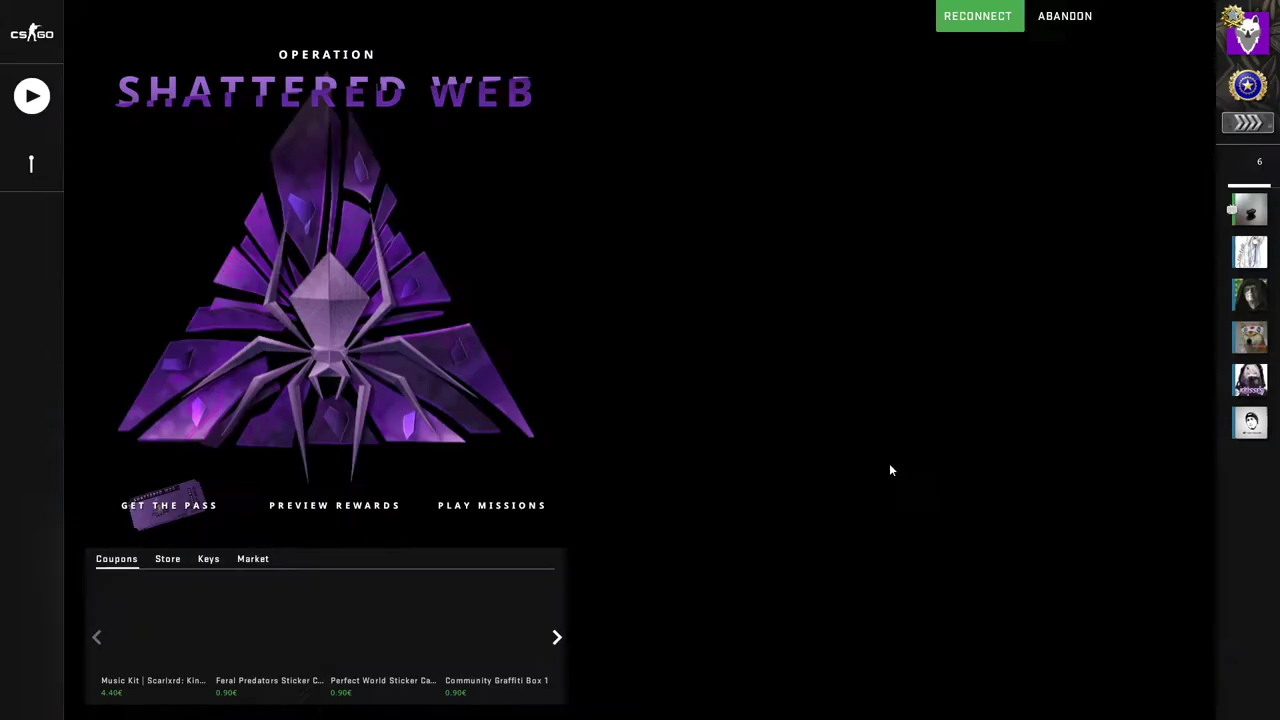 CS GO
RECONNECT
ABANDON
OPERATION
SHATTERED WEB
6
GET THE PASS
PREVIEW REWARDS
PLAY MISSIONS
Coupons
Store
Keys
Market
Music Kit | Scarlxrd: Kin...
Feral Predators Sticker C...
Perfect World Sticker Ca...
Community Graffiti Box 1
4.40€
0.90€
0.90€
0.90€